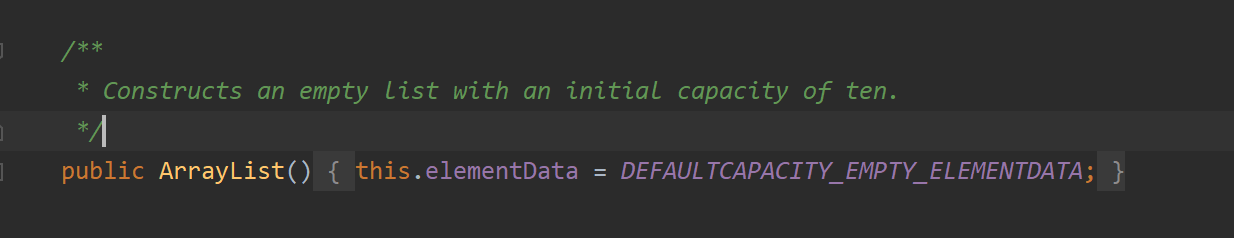 /**
* Constructs an empty list with an initial capacity of ten.
*/
public ArrayList() { this.elementData = DEFAULTCAPACITY_EMPTY_ELEMENTDATA; }